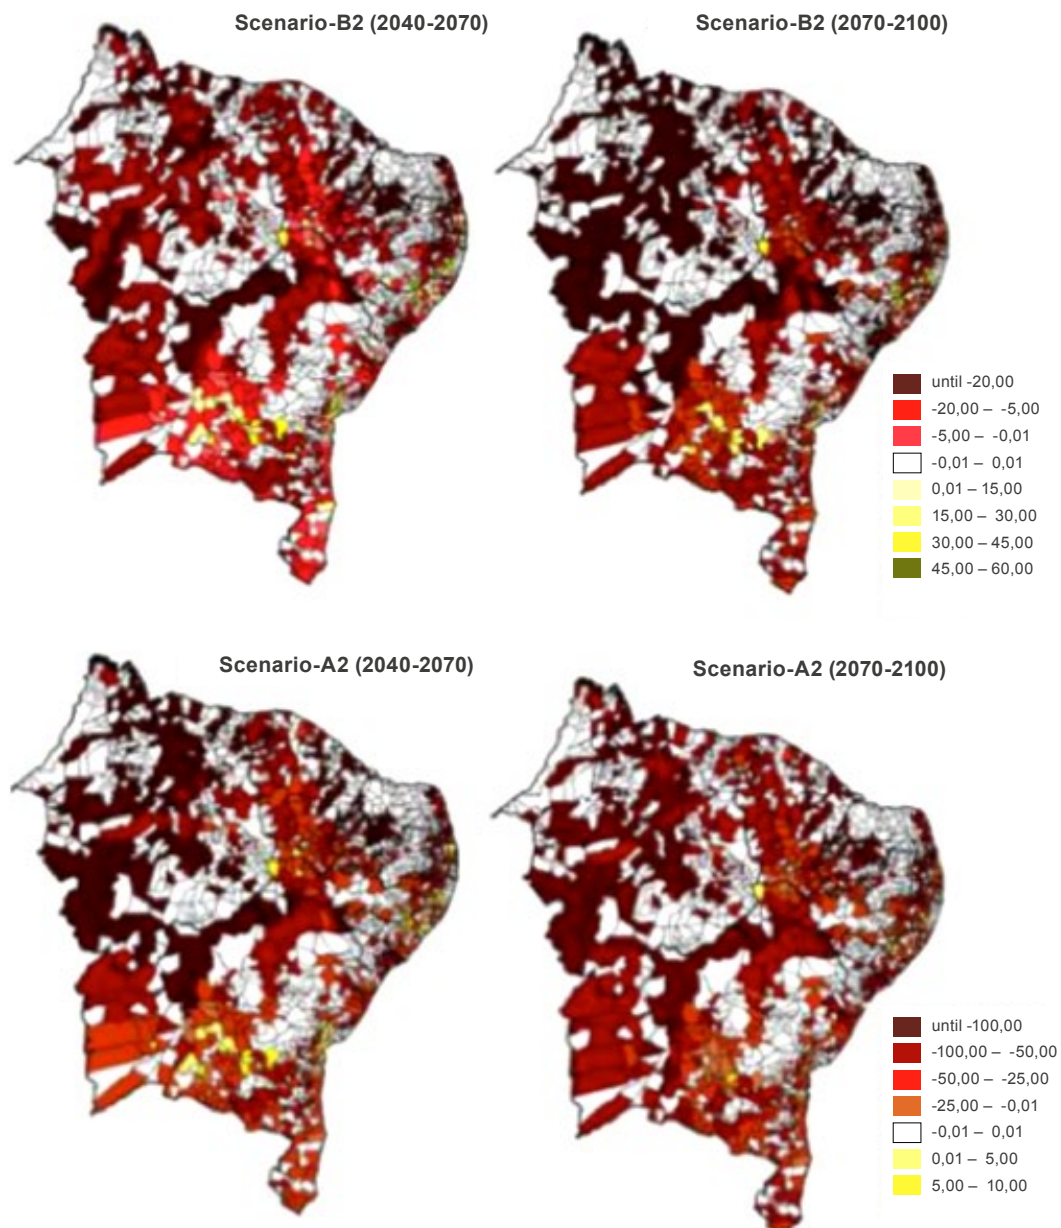 Scenario-B2 (2040-2070)
Scenario-B2 (2070-2100)
until -20,00
-20,00 – -5,00
-5,00 – -0,01
-0,01 – 0,01
0,01 – 15,00
15,00 – 30,00
30,00 – 45,00
45,00 – 60,00
Scenario-A2 (2040-2070)
Scenario-A2 (2070-2100)
until -100,00
-100,00 – -50,00
-50,00 – -25,00
-25,00 – -0,01
-0,01 – 0,01
0,01 – 5,00
5,00 – 10,00